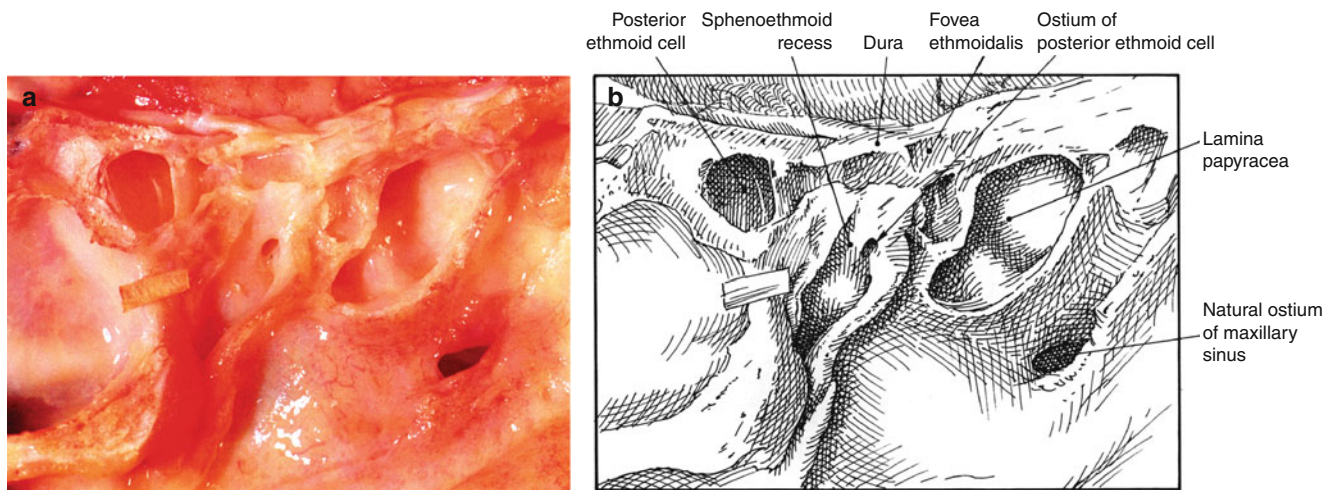 Posterior
ethmoid cell
Sphenoethmoid
recess
Dura
Fovea
ethmoidalis
Ostium of
posterior ethmoid cell
a
b
Lamina
papyracea
Natural ostium
of maxillary
sinus